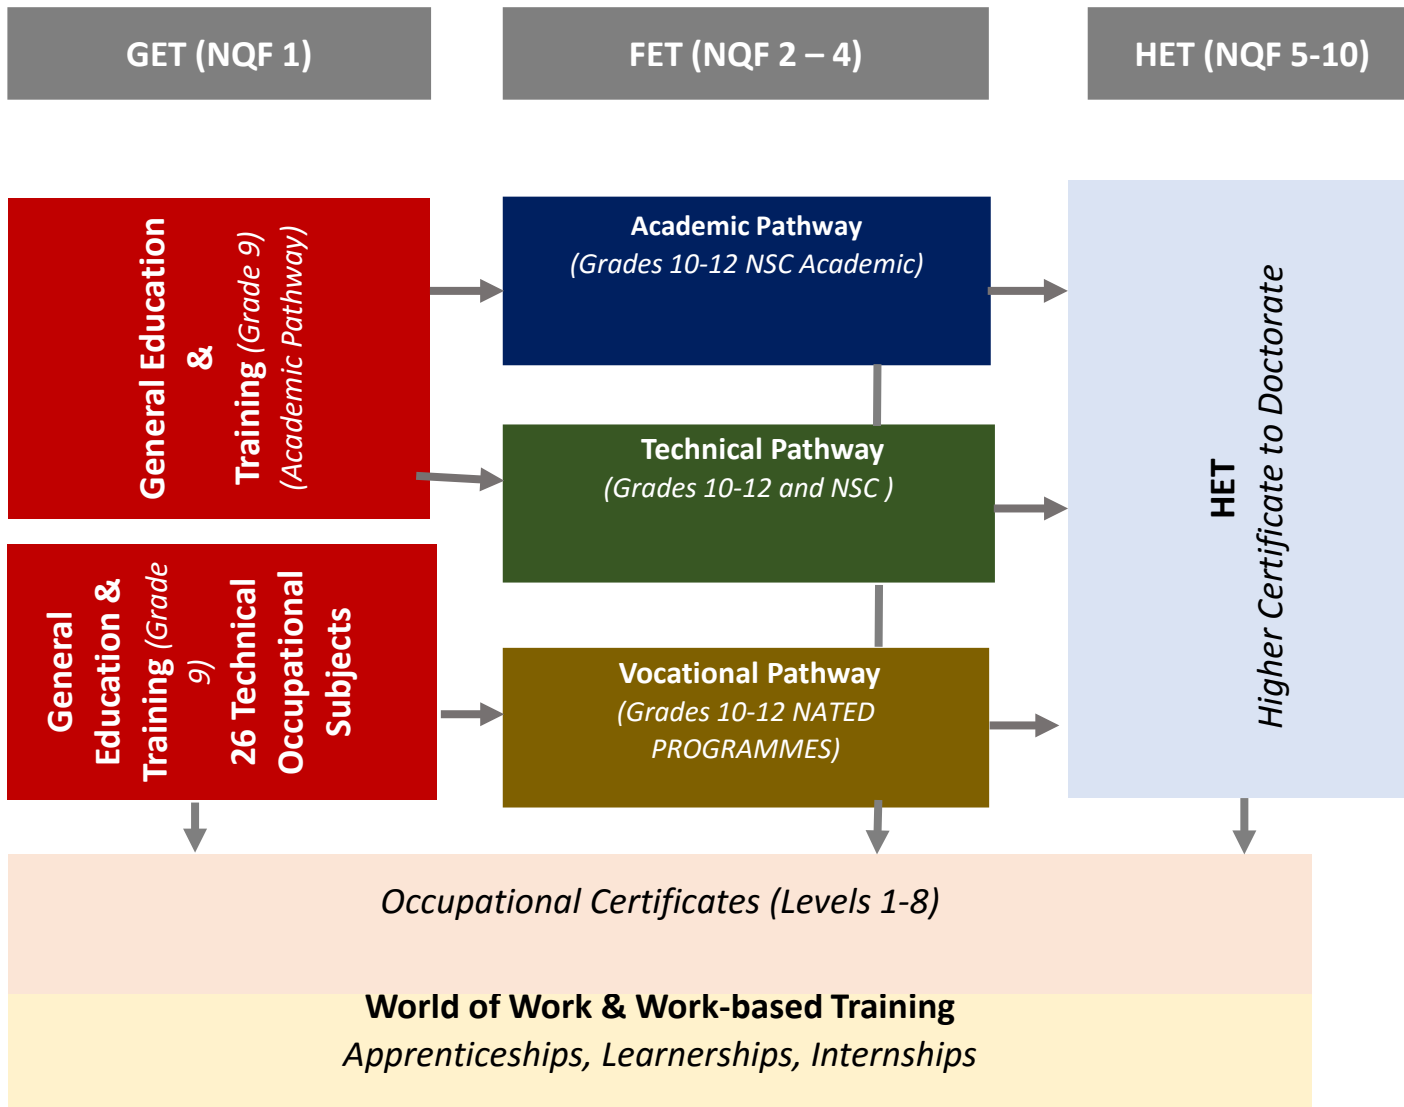 GET (NQF 1)
FET (NQF 2 – 4)
HET (NQF 5-10)
General Education
&
Training (Grade 9)
(Academic Pathway)
Academic Pathway
(Grades 10-12 NSC Academic)
Technical Pathway
(Grades 10-12 and NSC )
General
Education &
Training (Grade
9)
26 Technical
Occupational
Subjects
Vocational Pathway
(Grades 10-12 NATED
PROGRAMMES)
HET
Higher Certificate to Doctorate
Occupational Certificates (Levels 1-8)
World of Work & Work-based Training
Apprenticeships, Learnerships, Internships